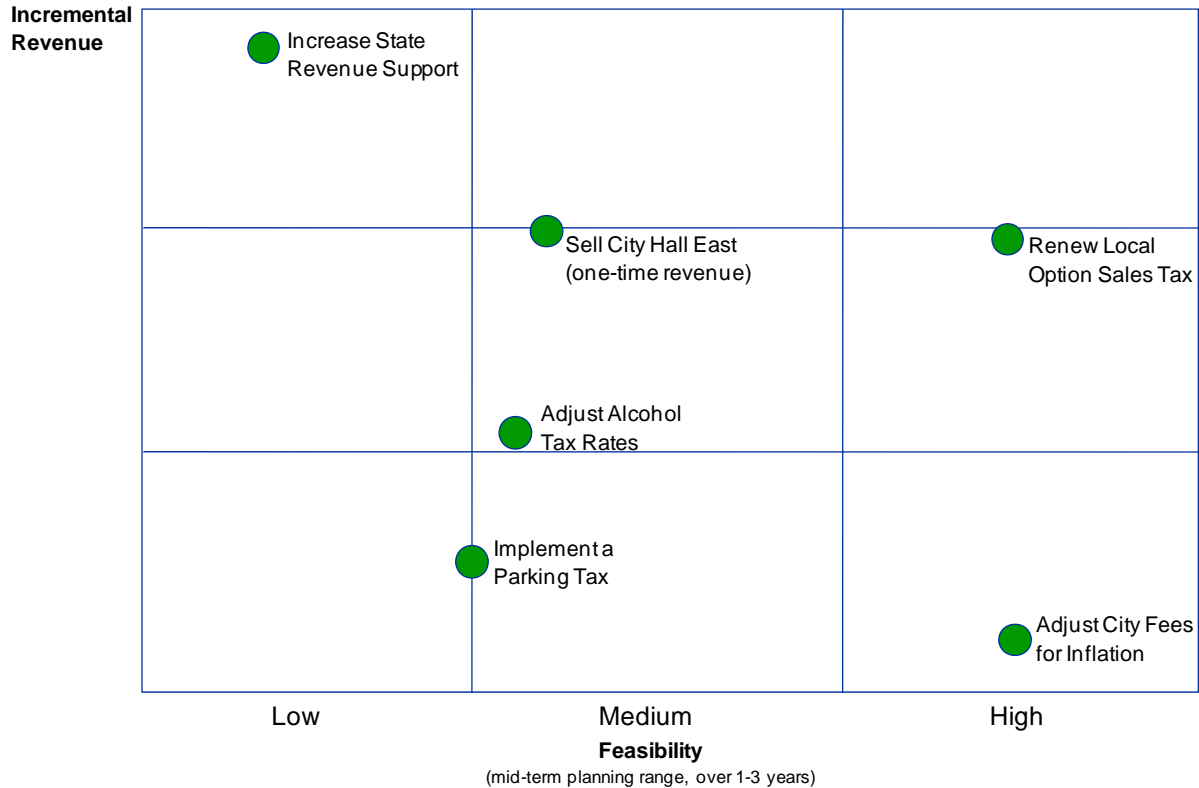 Incremental
Revenue
Increase State
Revenue Support
Sell City Hall East
(one-time revenue)
Renew Local
Option Sales Tax
Adjust Alcohol
Tax Rates
Implement a
Parking Tax
Adjust City Fees
for Inflation
Low
Medium
High
Feasibility
(mid-term planning range, over 1-3 years)